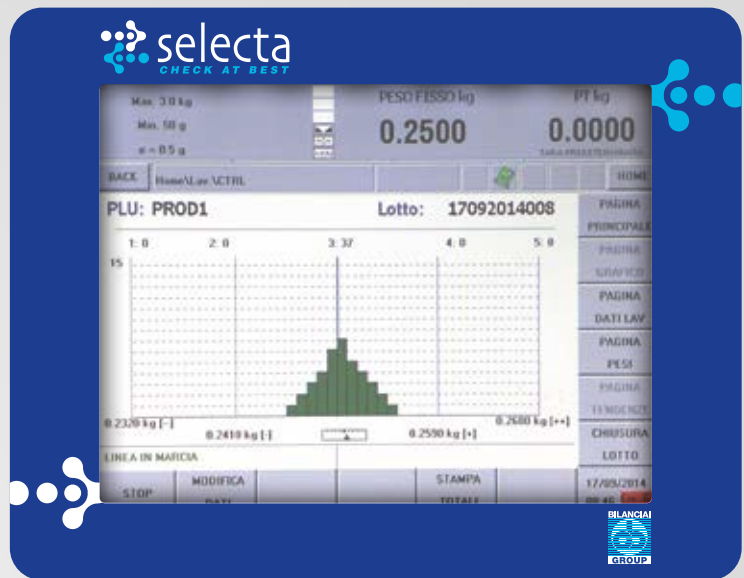 selecta
CHECK AT BEST
Max. 3.0 kg
Min. 50 g
e = 0.5 g
PESO FISSO kg
0.2500
PT kg
0.0000
BACK
Home\Lav.\CTRL
HOME
PLU: PROD1
Lotto: 17092014008
1: 0 2: 0 3: 37 4: 0 5: 0
15
0.2320 kg [-]
0.2410 kg [-]
0.2590 kg [+]
0.2680 kg [++]
LINEA IN MARCIA
PAGINA
PRINCIPALE
PAGINA
GRAFICO
PAGINA
DATI LAV
PAGINA
PESI
PAGINA
TENDENZE
CHIUSURA
LOTTO
STOP
MODIFICA
DATI
STAMPA
TOTALI
17/09/2014
BILANCIAI
GROUP